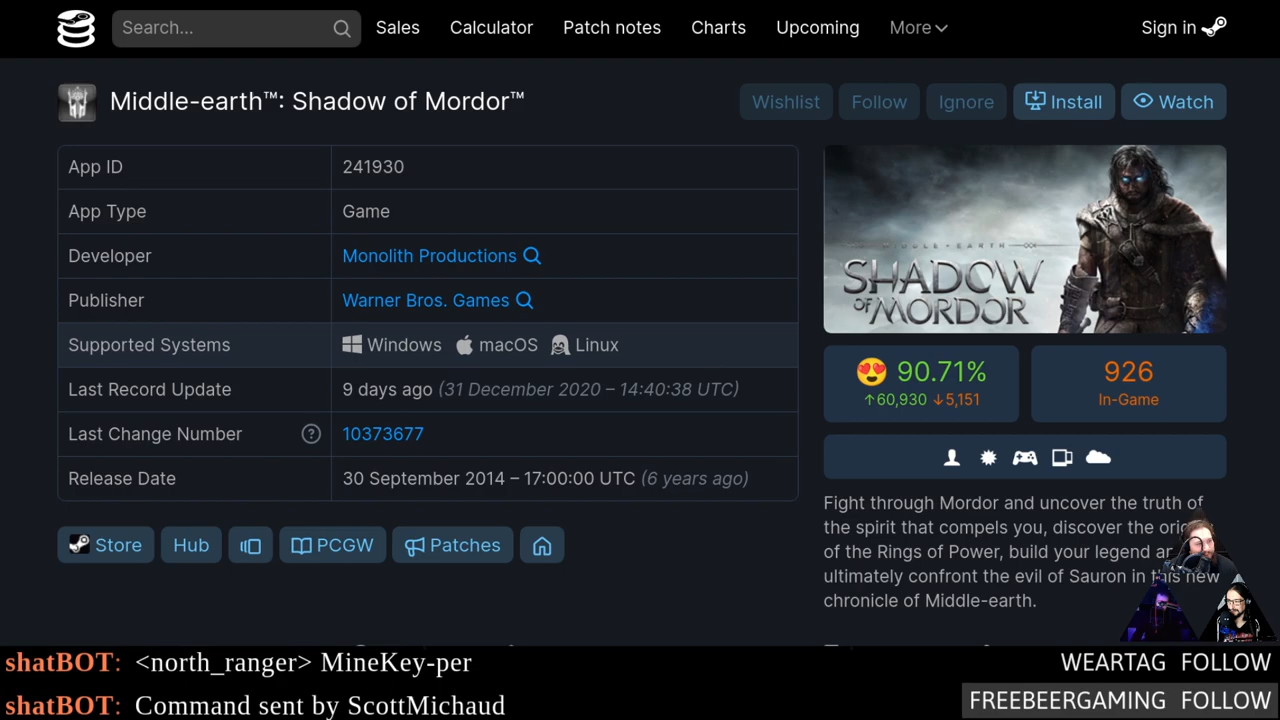 Search...
Sales
Calculator
Patch notes
Charts
Upcoming
More
Sign in
Middle-earth™: Shadow of Mordor™
Wishlist
Follow
Ignore
Install
Watch
App ID 241930
App Type Game
Developer Monolith Productions
Publisher Warner Bros. Games
Supported Systems Windows macOS Linux
Last Record Update 9 days ago (31 December 2020 – 14:40:38 UTC)
Last Change Number ? 10373677
Release Date 30 September 2014 – 17:00:00 UTC (6 years ago)
Store
Hub
PCGW
Patches
MIDDLE-EARTH
SHADOW
OF MORDOR
90.71%
↑60,930 ↓5,151
926
In-Game
Fight through Mordor and uncover the truth of
the spirit that compels you, discover the
of the Rings of Power, build your legend
ultimately confront the evil of Sauron in this new
chronicle of Middle-earth.
shatBOT: <north_ranger> MineKey-per
shatBOT: Command sent by ScottMichaud
WEARTAG FOLLOW
FREEBEERGAMING FOLLOW